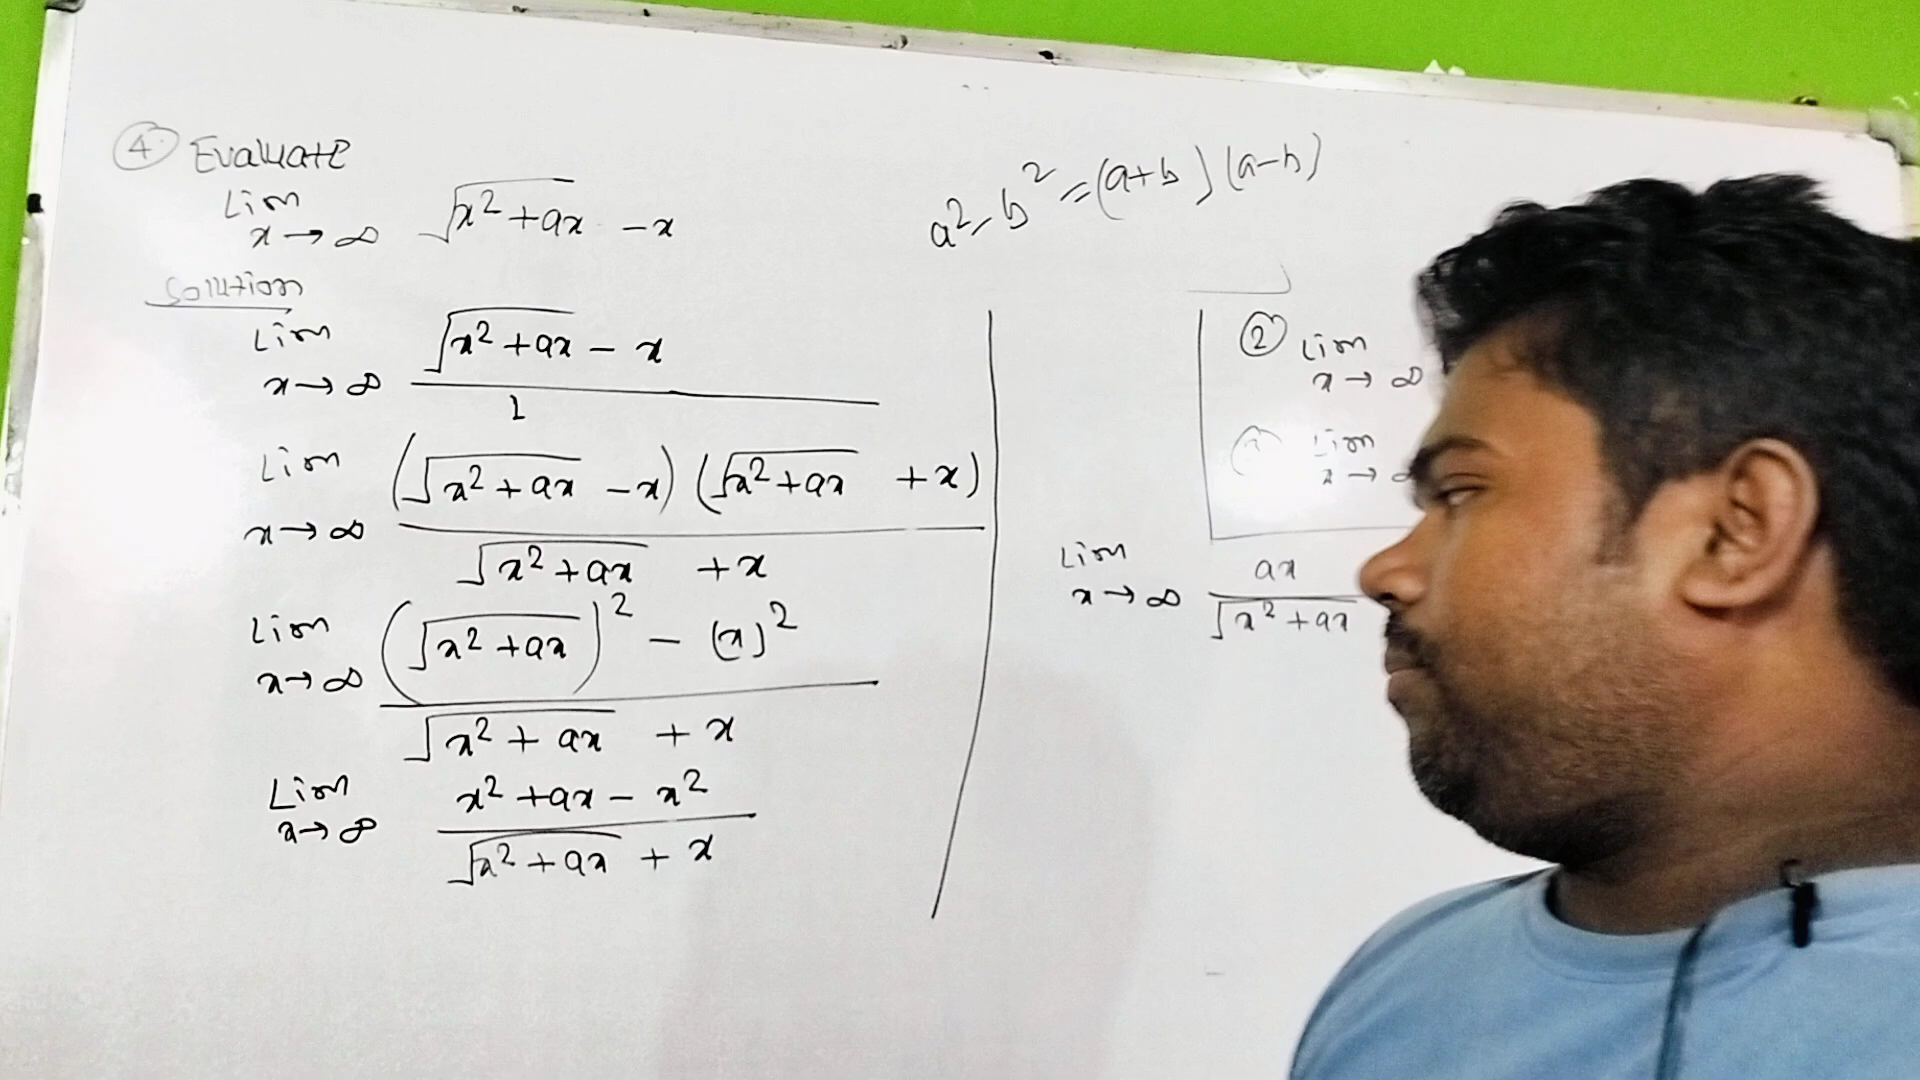 ④ Evaluate
Lim x→∞ √(x²+ax) - x
Solution
Lim x→∞ (√(x²+ax) - x) / 1
Lim x→∞ (√(x²+ax) - x) (√(x²+ax) + x) / (√(x²+ax) + x)
Lim x→∞ ((√(x²+ax))² - (x)²) / (√(x²+ax) + x)
Lim x→∞ (x²+ax - x²) / (√(x²+ax) + x)
a²-b² = (a+b) (a-b)
② Lim x→∞
Lim x→∞
Lim x→∞ ax / √(x²+ax)